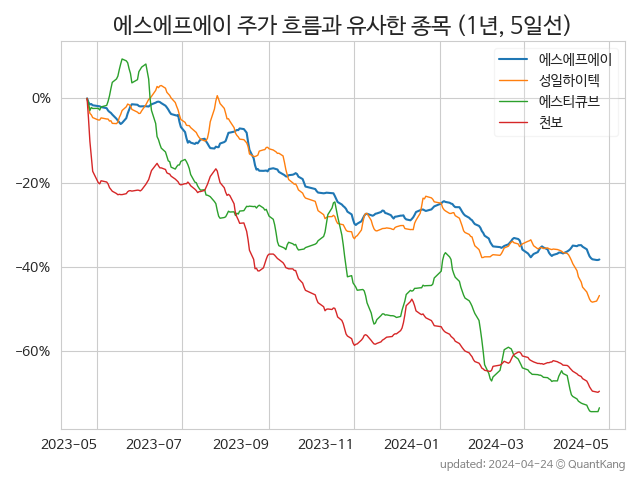 에스에프에이 주가 흐름과 유사한 종목 (1년, 5일선)
에스에프에이
성일하이텍
에스티큐브
천보
0%
−20%
−40%
−60%
2023-05 2023-07 2023-09 2023-11 2024-01 2024-03 2024-05
updated: 2024-04-24 © QuantKang